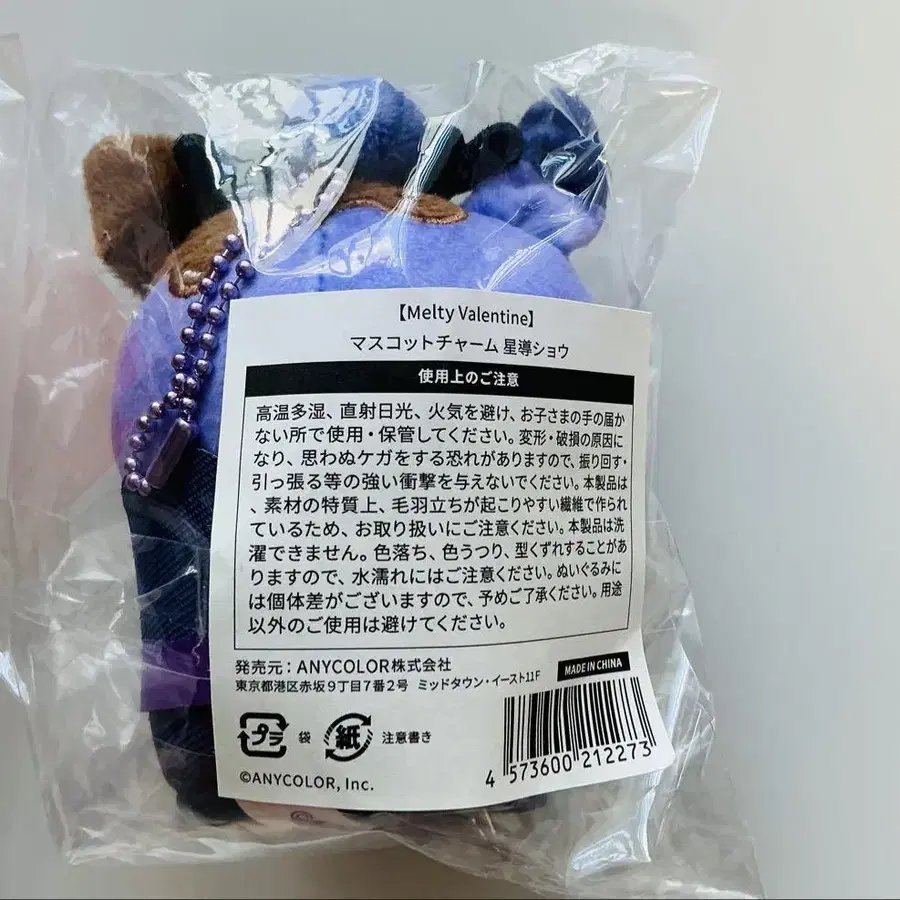 【Melty Valentine】
マスコットチャーム 星導ショウ
使用上のご注意
高温多湿、直射日光、火気を避け、お子さまの手の届か
ない所で使用・保管してください。変形・破損の原因に
なり、思わぬケガをする恐れがありますので、振り回す・
引っ張る等の強い衝撃を与えないでください。本製品は
、素材の特質上、毛羽立ちが起こりやすい繊維で作られ
ているため、お取り扱いにご注意ください。本製品は洗
濯できません。色落ち、色うつり、型くずれすることがあ
りますので、水濡れにはご注意ください。ぬいぐるみに
は個体差がございますので、予めご了承ください。用途
以外のご使用は避けてください。
発売元：ANYCOLOR株式会社
東京都港区赤坂9丁目7番2号 ミッドタウン・イースト11F
MADE IN CHINA
プラ 袋 紙 注意書き
©ANYCOLOR, Inc.
4 573600 212273